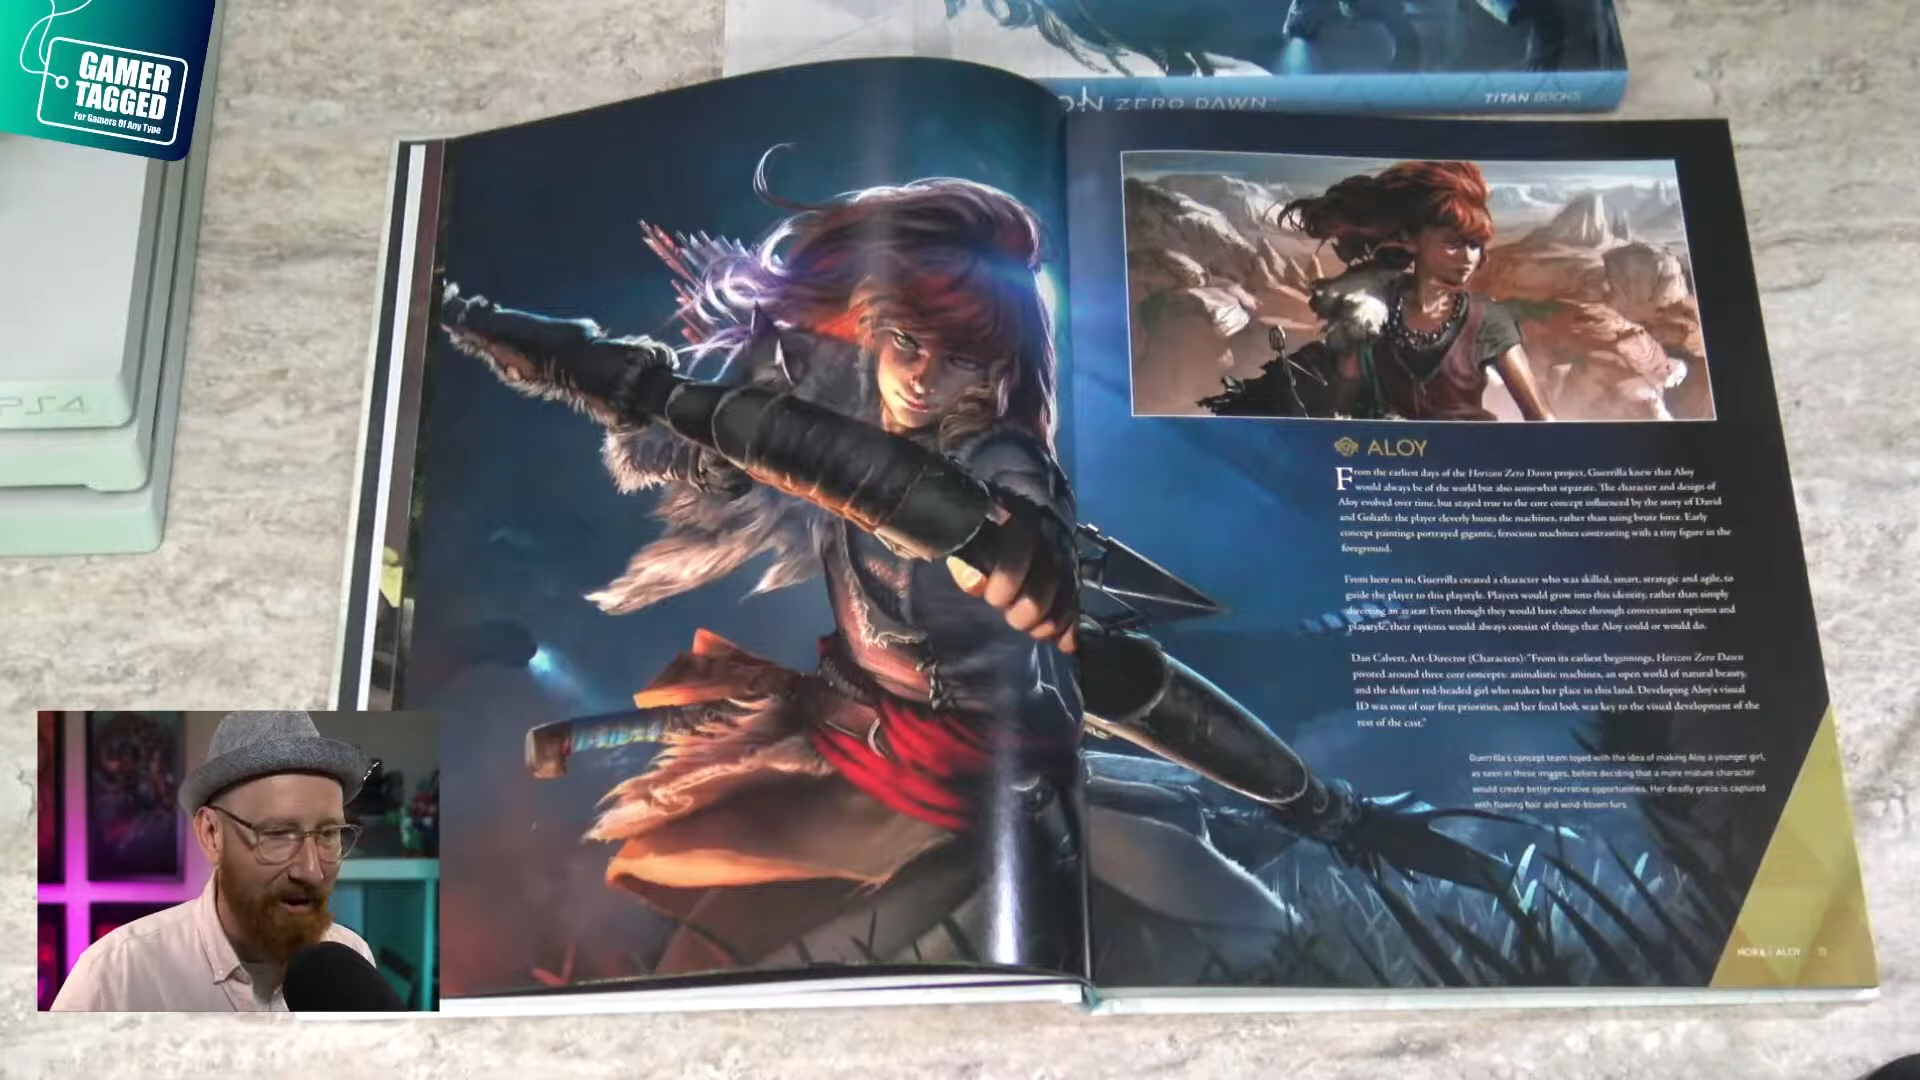 GAMER
TAGGED
For Gamers Of Any Type
ZERO DAWN
TITAN BOOKS
PS4
ALOY
From the earliest days of the Horizon Zero Dawn project, Guerrilla knew that Aloy
would always be of the world but also somewhat separate. The character and design of
Aloy evolved over time, but stayed true to the core concept influenced by the story of David
and Goliath: the player cleverly hunts the machines, rather than using brute force. Early
concept paintings portrayed gigantic, ferocious machines contrasting with a tiny figure in the
foreground.
From here on in, Guerrilla created a character who was skilled, smart, strategic and agile, to
guide the player to this playstyle. Players would grow into this identity, rather than simply
directing an avatar. Even though they would have choice through conversation options and
playstyle, their options would always consist of things that Aloy could or would do.
Dan Calvert, Art-Director (Characters): "From its earliest beginnings, Horizon Zero Dawn
pivoted around three core concepts: animalistic machines, an open world of natural beauty,
and the defiant red-headed girl who makes her place in this land. Developing Aloy's visual
ID was one of our first priorities, and her final look was key to the visual development of the
rest of the cast."
Guerrilla's concept team toyed with the idea of making Aloy a younger girl,
as seen in these images, before deciding that a more mature character
would create better narrative opportunities. Her deadly grace is captured
with flowing hair and wind-blown furs.
ALOY